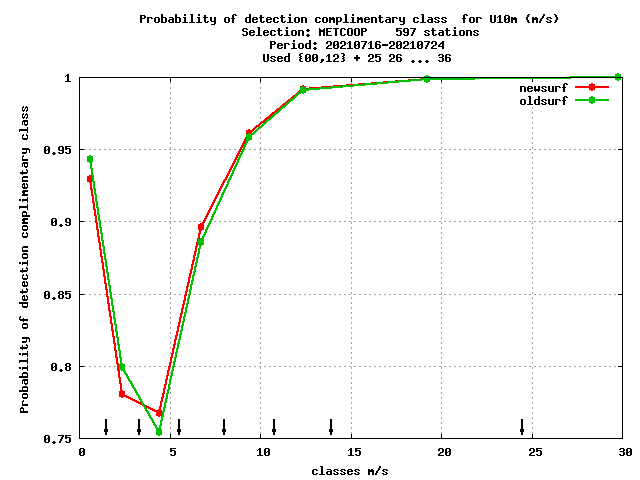 Probability of detection complimentary class  for U10m (m/s)
Selection: METCOOP    597 stations
Period: 20210716-20210724
Used {00,12} + 25 26 ... 36
newsurf
oldsurf
Probability of detection complimentary class
1
0.95
0.9
0.85
0.8
0.75
0 5 10 15 20 25 30
classes m/s